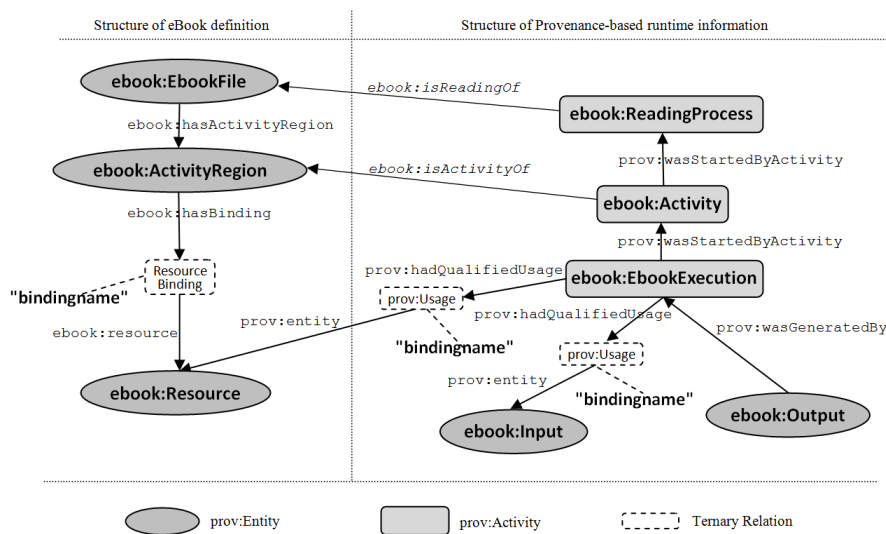 Structure of eBook definition
Structure of Provenance-based runtime information
ebook:EbookFile
ebook:isReadingOf
ebook:ReadingProcess
ebook:hasActivityRegion
prov:wasStartedByActivity
ebook:ActivityRegion
ebook:isActivityOf
ebook:Activity
ebook:hasBinding
prov:wasStartedByActivity
Resource
Binding
prov:hadQualifiedUsage
ebook:EbookExecution
"bindingname"
prov:Usage
prov:hadQualifiedUsage
ebook:resource
prov:entity
prov:wasGeneratedBy
"bindingname"
prov:Usage
ebook:Resource
prov:entity
"bindingname"
ebook:Input
ebook:Output
prov:Entity
prov:Activity
Ternary Relation